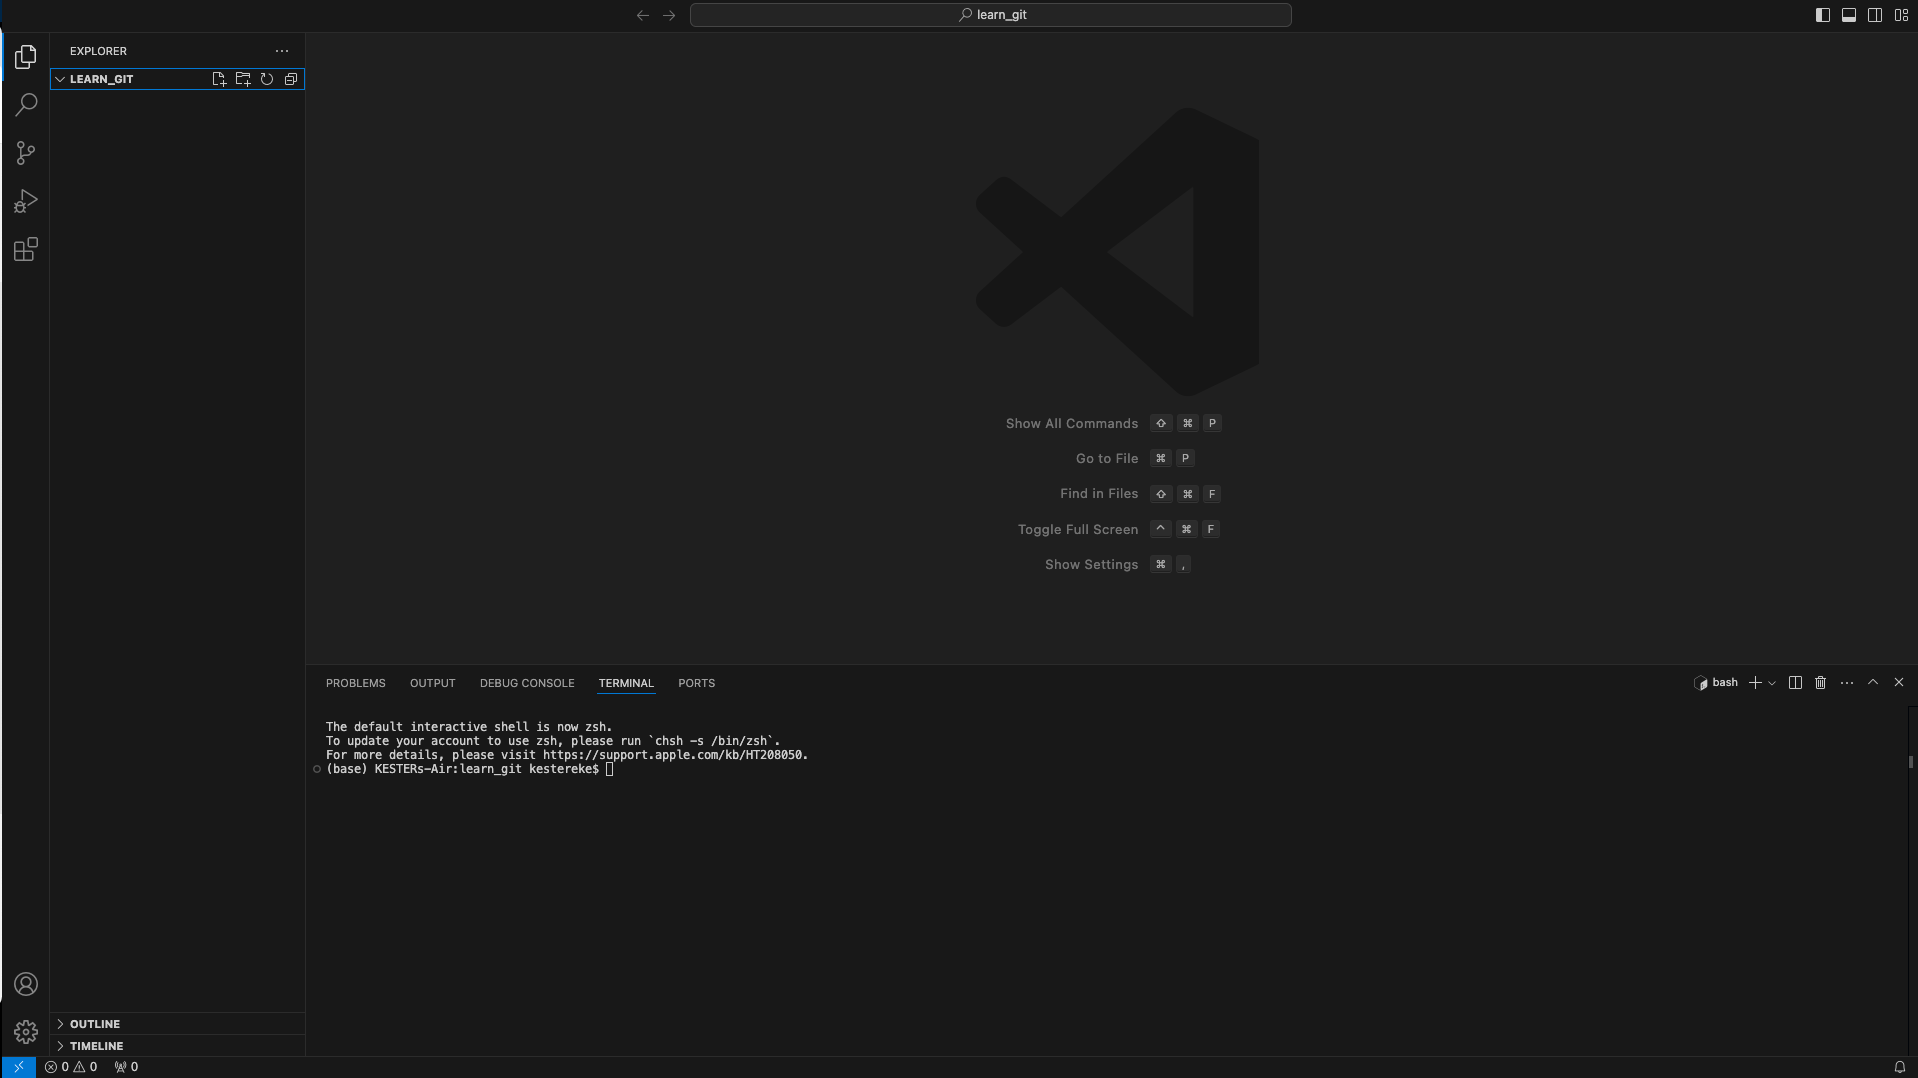 learn_git
EXPLORER
LEARN_GIT
Show All Commands ⇧ ⌘ P
Go to File ⌘ P
Find in Files ⇧ ⌘ F
Toggle Full Screen ^ ⌘ F
Show Settings ⌘ ,
PROBLEMS OUTPUT DEBUG CONSOLE TERMINAL PORTS
bash
The default interactive shell is now zsh.
To update your account to use zsh, please run `chsh -s /bin/zsh`.
For more details, please visit https://support.apple.com/kb/HT208050.
(base) KESTERs-Air:learn_git kestereke$
OUTLINE
TIMELINE
0 0 0